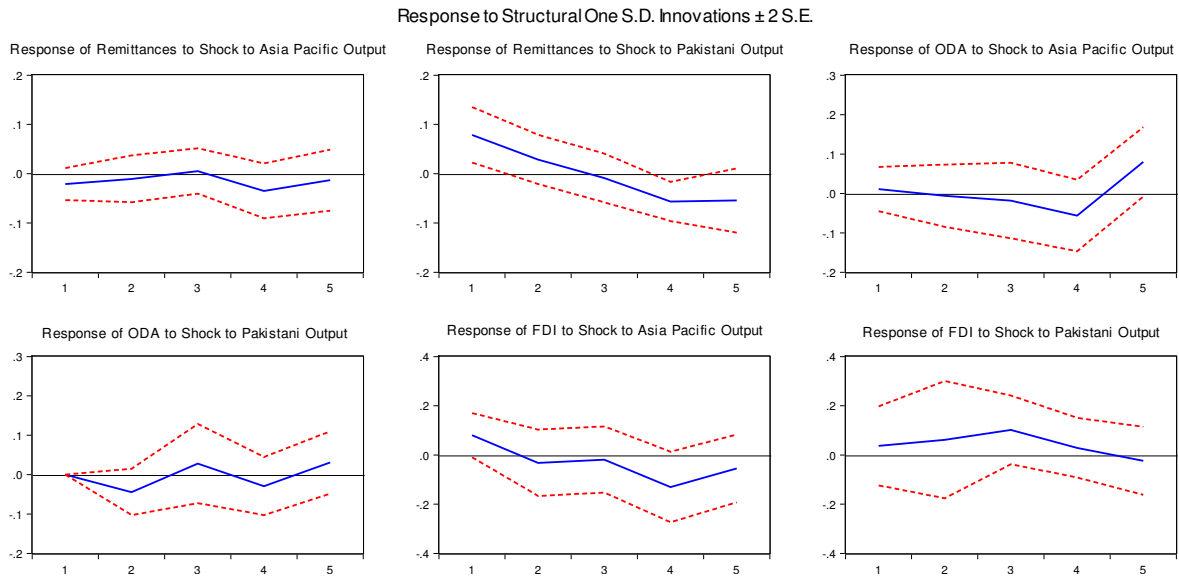 Response to Structural One S.D. Innovations ± 2 S.E.
Response of Remittances to Shock to Asia Pacific Output
.2
.1
.0
-.1
-.2
1 2 3 4 5
Response of Remittances to Shock to Pakistani Output
.2
.1
.0
-.1
-.2
1 2 3 4 5
Response of ODA to Shock to Asia Pacific Output
.3
.2
.1
.0
-.1
-.2
1 2 3 4 5
Response of ODA to Shock to Pakistani Output
.3
.2
.1
.0
-.1
-.2
1 2 3 4 5
Response of FDI to Shock to Asia Pacific Output
.4
.2
.0
-.2
-.4
1 2 3 4 5
Response of FDI to Shock to Pakistani Output
.4
.2
.0
-.2
-.4
1 2 3 4 5